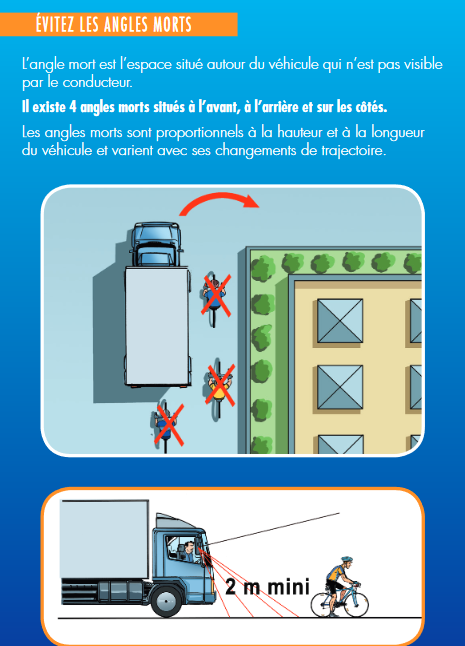 ÉVITEZ LES ANGLES MORTS
L'angle mort est l'espace situé autour du véhicule qui n'est pas visible
par le conducteur.
Il existe 4 angles morts situés à l'avant, à l'arrière et sur les côtés.
Les angles morts sont proportionnels à la hauteur et à la longueur
du véhicule et varient avec ses changements de trajectoire.
2 m mini